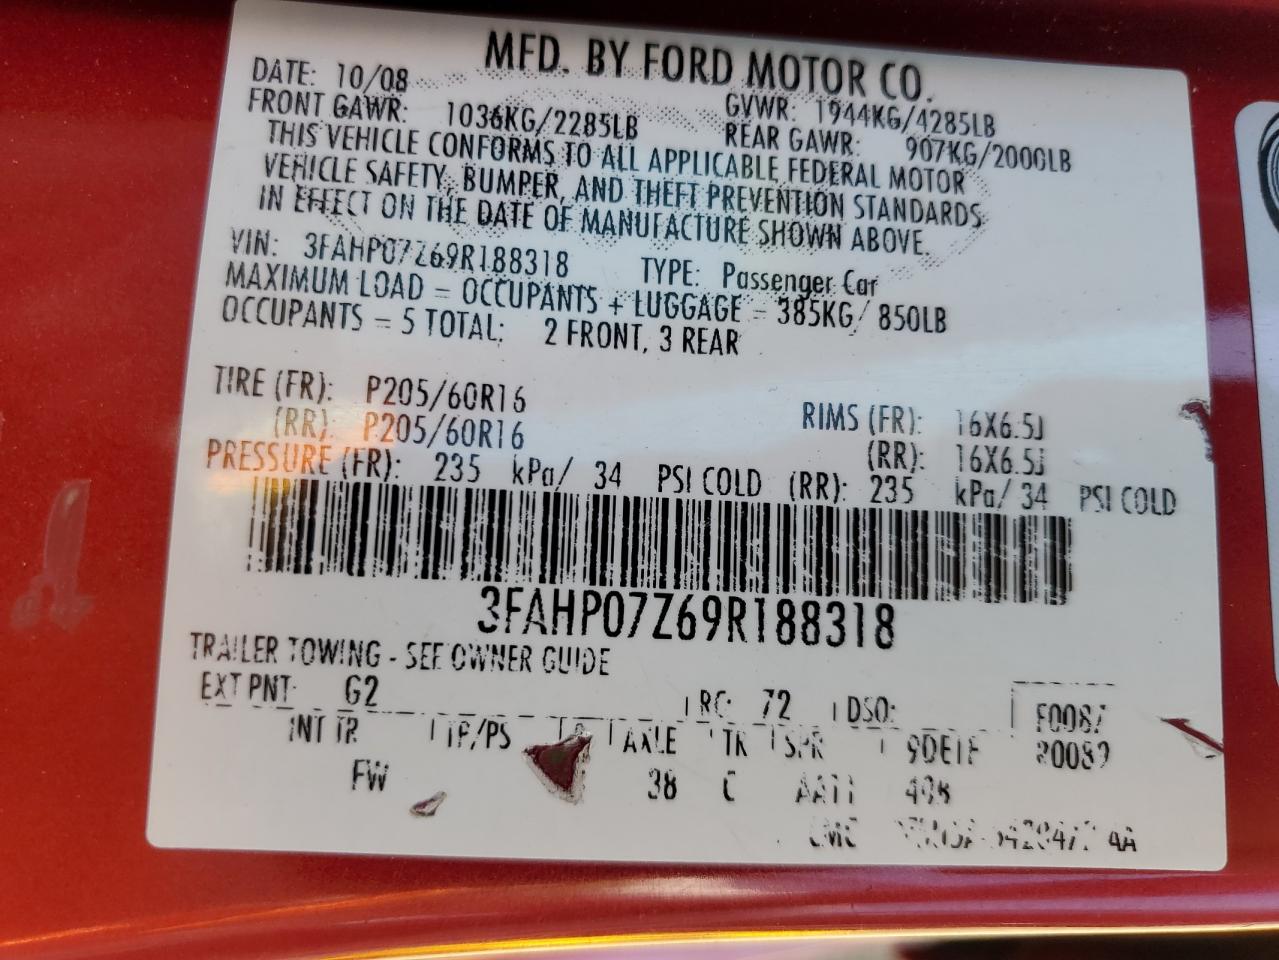 MFD. BY FORD MOTOR CO.
DATE: 10/08 GVWR: 1944KG/4285LB
FRONT GAWR: 1036KG/2285LB REAR GAWR: 907KG/2000LB
THIS VEHICLE CONFORMS TO ALL APPLICABLE FEDERAL MOTOR
VEHICLE SAFETY, BUMPER, AND THEFT PREVENTION STANDARDS
IN EFFECT ON THE DATE OF MANUFACTURE SHOWN ABOVE.
VIN: 3FAHP07Z69R188318 TYPE: Passenger Car
MAXIMUM LOAD = OCCUPANTS + LUGGAGE = 385KG/ 850LB
OCCUPANTS = 5 TOTAL: 2 FRONT, 3 REAR
TIRE (FR): P205/60R16 RIMS (FR): 16X6.5J
(RR): P205/60R16 (RR): 16X6.5J
PRESSURE (FR): 235 kPa/ 34 PSI COLD (RR): 235 kPa/ 34 PSI COLD
3FAHP07Z69R188318
TRAILER TOWING - SEE OWNER GUIDE
EXT PNT: G2 RC: 72 DSO:
INT TR TP/PS R AXLE TR SPR
FW 38 C